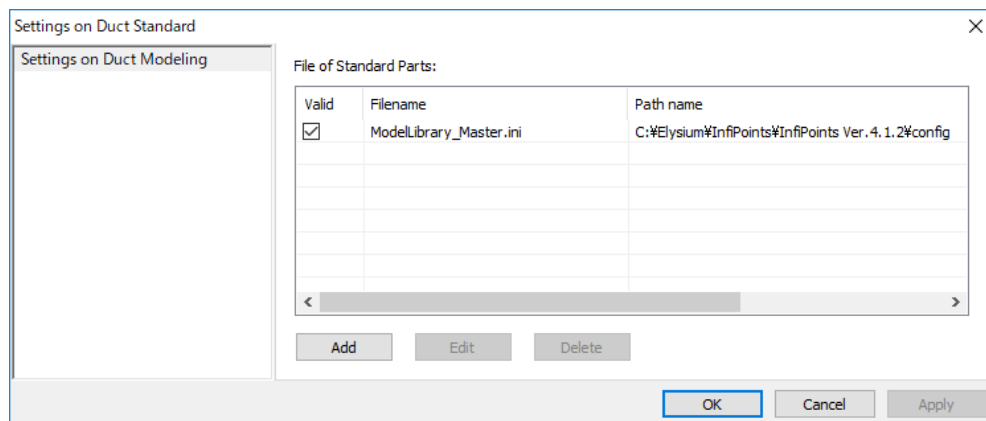 Settings on Duct Standard
Settings on Duct Modeling
File of Standard Parts:
Valid Filename Path name
ModelLibrary_Master.ini C:¥Elysium¥InfiPoints¥InfiPoints Ver.4.1.2¥config
Add Edit Delete
OK Cancel Apply